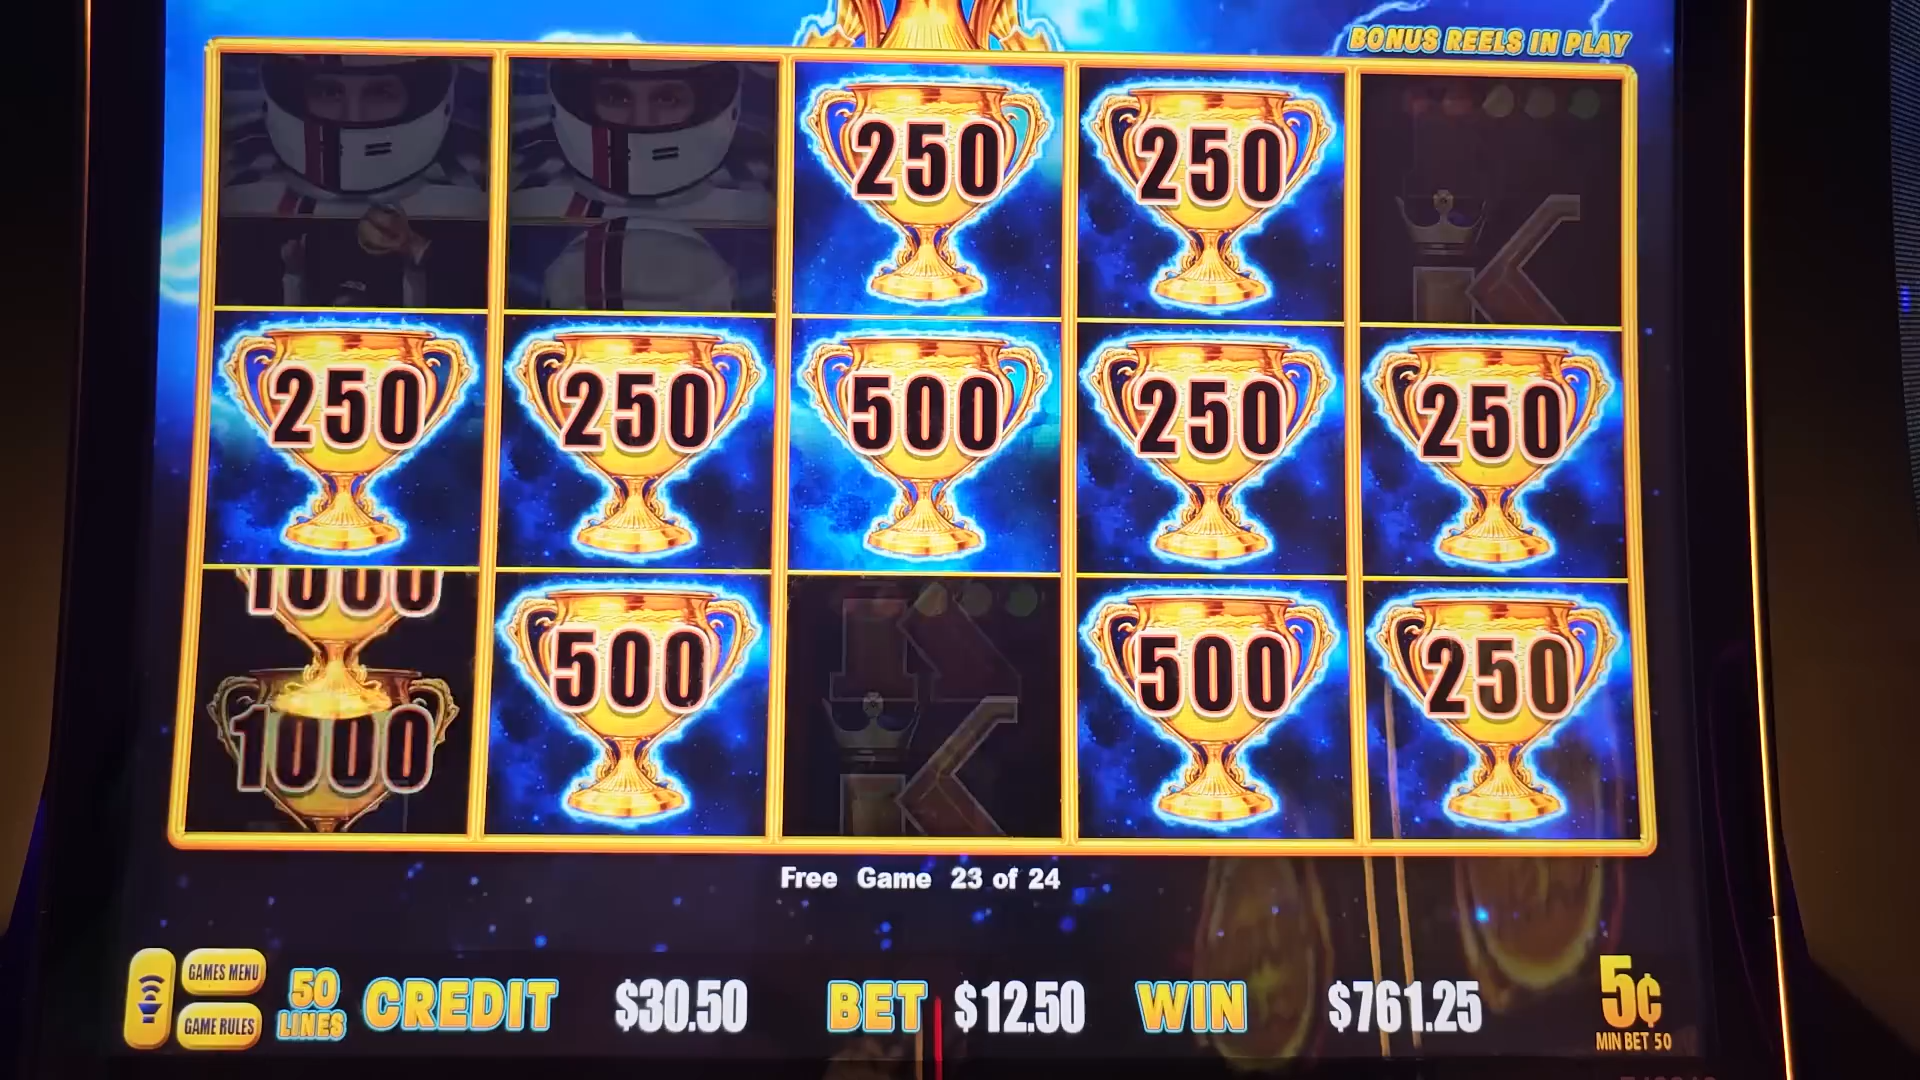 BONUS REELS IN PLAY
250 250
K
250 250 500 250 250
1000
500 500 250
1000
K
K
Free Game 23 of 24
GAMES MENU
GAME RULES
50 LINES
CREDIT $30.50
BET $12.50
WIN $761.25
5¢
MIN BET 50